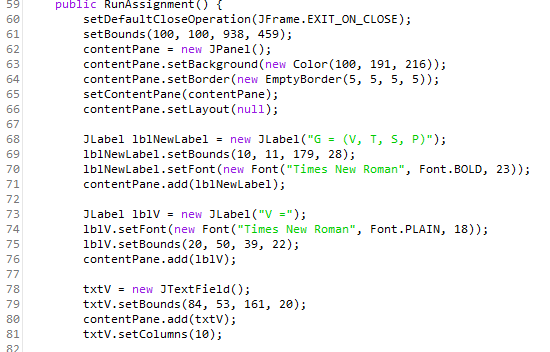 59 public RunAssignment() {
60 setDefaultCloseOperation(JFrame.EXIT_ON_CLOSE);
61 setBounds(100, 100, 938, 459);
62 contentPane = new JPanel();
63 contentPane.setBackground(new Color(100, 191, 216));
64 contentPane.setBorder(new EmptyBorder(5, 5, 5, 5));
65 setContentPane(contentPane);
66 contentPane.setLayout(null);
67
68 JLabel lblNewLabel = new JLabel("G = (V, T, S, P)");
69 lblNewLabel.setBounds(10, 11, 179, 28);
70 lblNewLabel.setFont(new Font("Times New Roman", Font.BOLD, 23));
71 contentPane.add(lblNewLabel);
72
73 JLabel lblV = new JLabel("V =");
74 lblV.setFont(new Font("Times New Roman", Font.PLAIN, 18));
75 lblV.setBounds(20, 50, 39, 22);
76 contentPane.add(lblV);
77
78 txtV = new JTextField();
79 txtV.setBounds(84, 53, 161, 20);
80 contentPane.add(txtV);
81 txtV.setColumns(10);
82